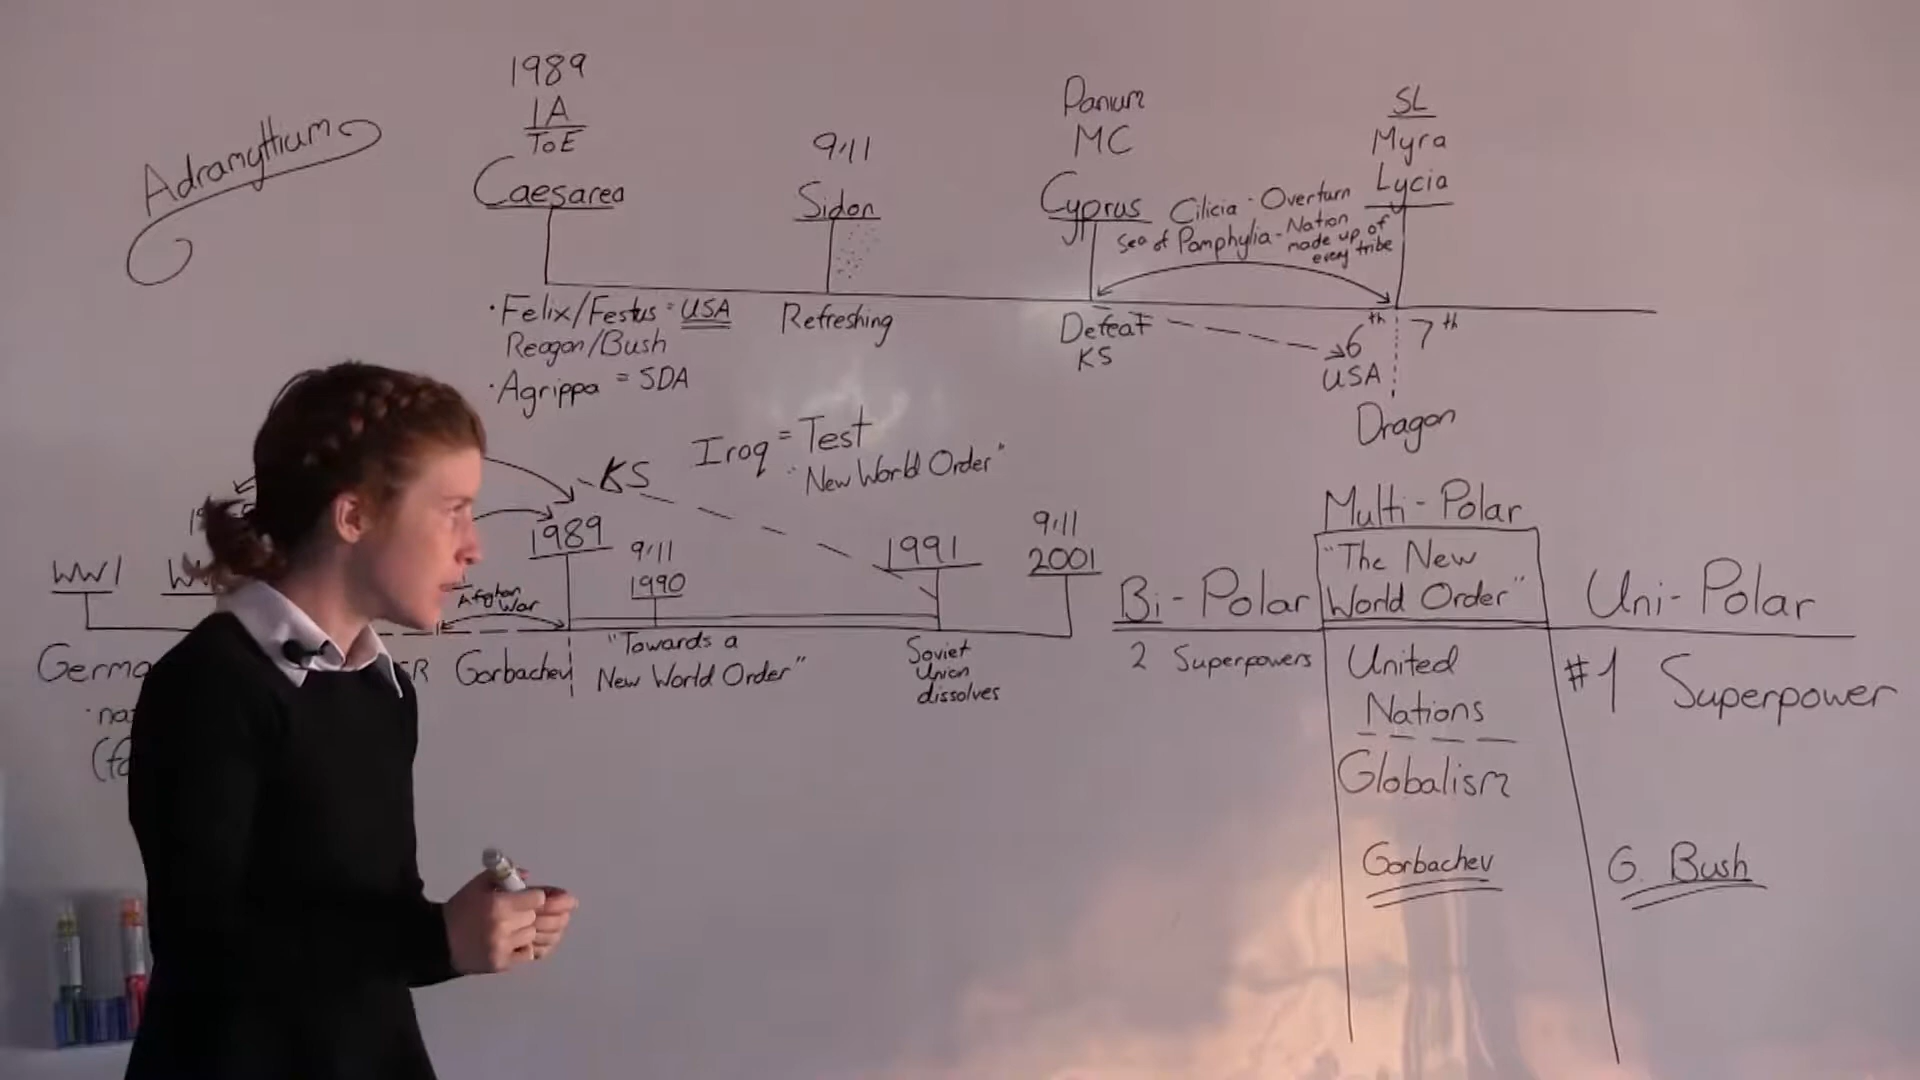 Adramyttium
1989
1A
ToE
Caesarea
9/11
Sidon
Panium
MC
Cyprus
Cilicia - Overturn
Sea of Pamphylia - Nation
made up of
every tribe
SL
Myra
Lycia
· Felix/Festus = USA
Reagan/Bush
· Agrippa = SDA
Refreshing
Defeat
KS
6th
USA
7th
Dragon
KS
Iraq = Test
"New World Order"
WW1
Afghan
War
1989
9/11
1990
1991
9/11
2001
Gorbachev
"Towards a
New World Order"
Soviet
Union
dissolves
Bi-Polar
2 Superpowers
Multi-Polar
"The New
World Order"
United
Nations
Globalism
Gorbachev
Uni-Polar
#1 Superpower
G. Bush